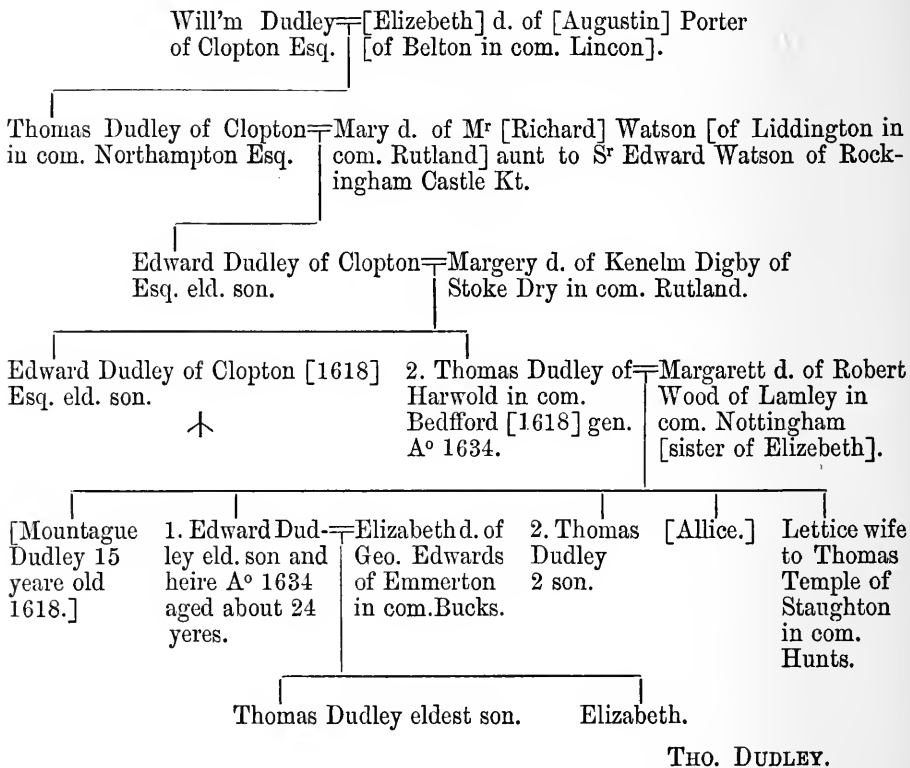 Will'm Dudley=[Elizebeth] d. of [Augustin] Porter
of Clopton Esq. [of Belton in com. Lincon].
Thomas Dudley of Clopton=Mary d. of Mʳ [Richard] Watson [of Liddington in
in com. Northampton Esq. com. Rutland] aunt to Sʳ Edward Watson of Rock-
ingham Castle Kt.
Edward Dudley of Clopton=Margery d. of Kenelm Digby of
Esq. eld. son. Stoke Dry in com. Rutland.
Edward Dudley of Clopton [1618]
Esq. eld. son.
2. Thomas Dudley of=Margarett d. of Robert
Harwold in com. Wood of Lamley in
Bedfford [1618] gen. com. Nottingham
Aº 1634. [sister of Elizebeth].
[Mountague
Dudley 15
yeare old
1618.]
1. Edward Dud-
ley eld. son and
heire Aº 1634
aged about 24
yeres.
=Elizabeth d. of
Geo. Edwards
of Emmerton
in com. Bucks.
2. Thomas
Dudley
2 son.
[Allice.]
Lettice wife
to Thomas
Temple of
Staughton
in com.
Hunts.
Thomas Dudley eldest son. Elizabeth.
THO. DUDLEY.